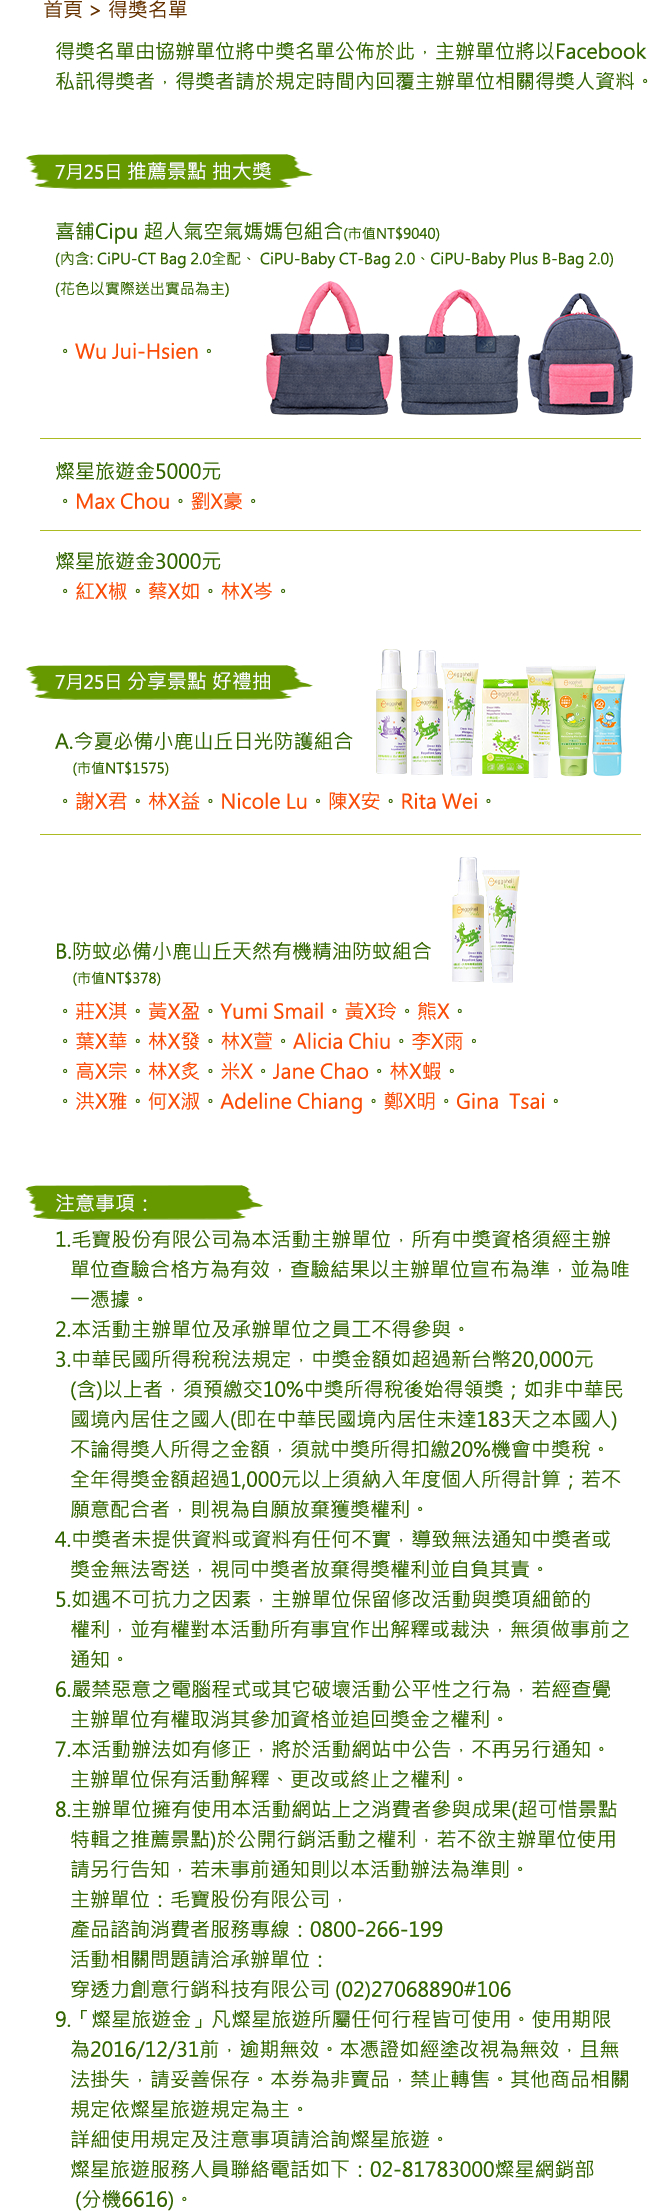 首頁 > 得獎名單
得獎名單由協辦單位將中獎名單公佈於此，主辦單位將以Facebook
私訊得獎者，得獎者請於規定時間內回覆主辦單位相關得獎人資料。
7月25日 推薦景點 抽大獎
喜舖Cipu 超人氣空氣媽媽包組合(市值NT$9040)
(內含: CiPU-CT Bag 2.0全配、 CiPU-Baby CT-Bag 2.0、CiPU-Baby Plus B-Bag 2.0)
(花色以實際送出實品為主)
。Wu Jui-Hsien。
燦星旅遊金5000元
。Max Chou。劉X豪。
燦星旅遊金3000元
。紅X椒。蔡X如。林X岑。
7月25日 分享景點 好禮抽
A.今夏必備小鹿山丘日光防護組合
(市值NT$1575)
。謝X君。林X益。Nicole Lu。陳X安。Rita Wei。
B.防蚊必備小鹿山丘天然有機精油防蚊組合
(市值NT$378)
。莊X淇。黃X盈。Yumi Smail。黃X玲。熊X。
。葉X華。林X發。林X萱。Alicia Chiu。李X雨。
。高X宗。林X炙。米X。Jane Chao。林X蝦。
。洪X雅。何X淑。Adeline Chiang。鄭X明。Gina  Tsai。
注意事項：
1.毛寶股份有限公司為本活動主辦單位，所有中獎資格須經主辦
單位查驗合格方為有效，查驗結果以主辦單位宣布為準，並為唯
一憑據。
2.本活動主辦單位及承辦單位之員工不得參與。
3.中華民國所得稅稅法規定，中獎金額如超過新台幣20,000元
(含)以上者，須預繳交10%中獎所得稅後始得領獎；如非中華民
國境內居住之國人(即在中華民國境內居住未達183天之本國人)
不論得獎人所得之金額，須就中獎所得扣繳20%機會中獎稅。
全年得獎金額超過1,000元以上須納入年度個人所得計算；若不
願意配合者，則視為自願放棄獲獎權利。
4.中獎者未提供資料或資料有任何不實，導致無法通知中獎者或
獎金無法寄送，視同中獎者放棄得獎權利並自負其責。
5.如遇不可抗力之因素，主辦單位保留修改活動與獎項細節的
權利，並有權對本活動所有事宜作出解釋或裁決，無須做事前之
通知。
6.嚴禁惡意之電腦程式或其它破壞活動公平性之行為，若經查覺
主辦單位有權取消其參加資格並追回獎金之權利。
7.本活動辦法如有修正，將於活動網站中公告，不再另行通知。
主辦單位保有活動解釋、更改或終止之權利。
8.主辦單位擁有使用本活動網站上之消費者參與成果(超可惜景點
特輯之推薦景點)於公開行銷活動之權利，若不欲主辦單位使用
請另行告知，若未事前通知則以本活動辦法為準則。
主辦單位：毛寶股份有限公司，
產品諮詢消費者服務專線：0800-266-199
活動相關問題請洽承辦單位：
穿透力創意行銷科技有限公司 (02)27068890#106
9.「燦星旅遊金」凡燦星旅遊所屬任何行程皆可使用。使用期限
為2016/12/31前，逾期無效。本憑證如經塗改視為無效，且無
法掛失，請妥善保存。本券為非賣品，禁止轉售。其他商品相關
規定依燦星旅遊規定為主。
詳細使用規定及注意事項請洽詢燦星旅遊。
燦星旅遊服務人員聯絡電話如下：02-81783000燦星網銷部
(分機6616)。